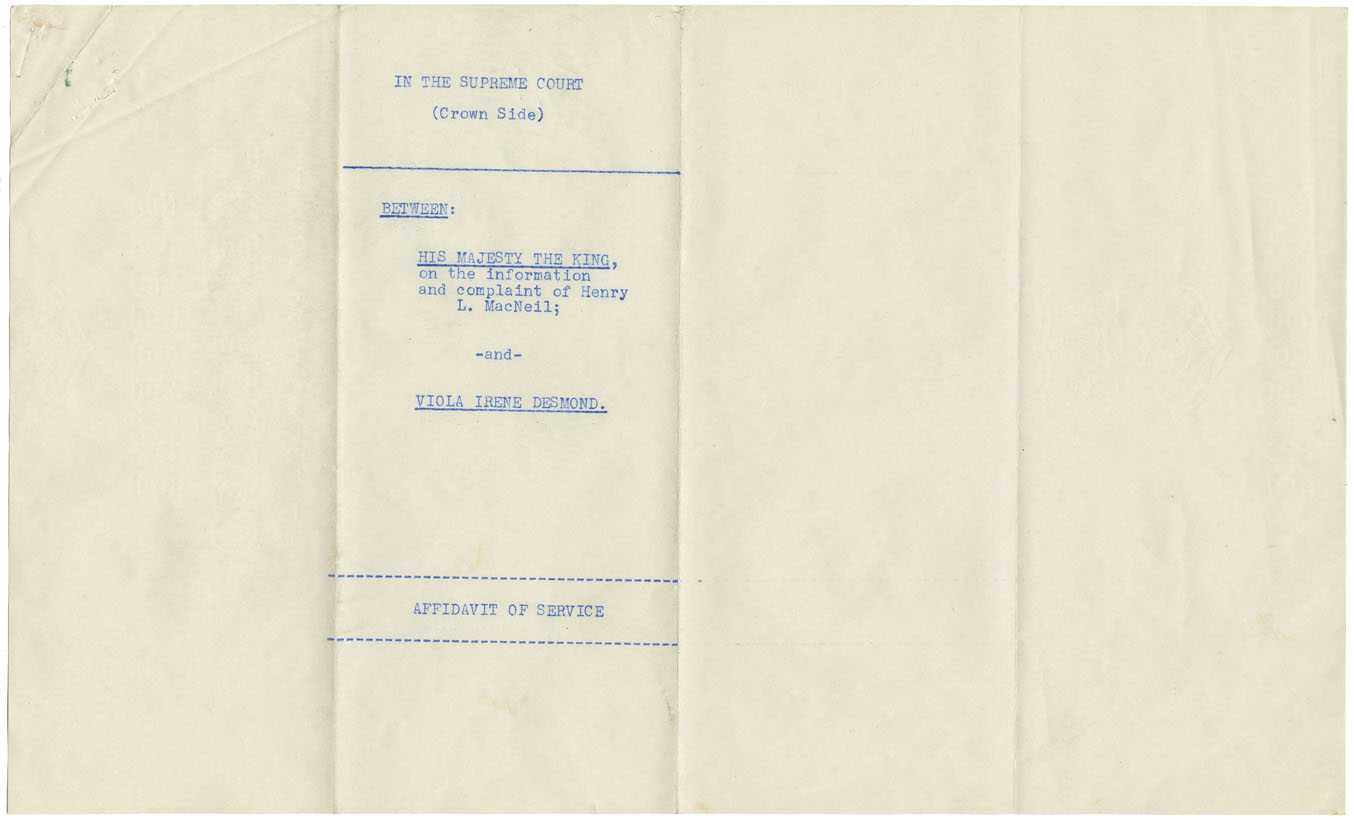 IN THE SUPREME COURT
(Crown Side)
BETWEEN:
HIS MAJESTY THE KING,
on the information
and complaint of Henry
L. MacNeil;
-and-
VIOLA IRENE DESMOND.
AFFIDAVIT OF SERVICE